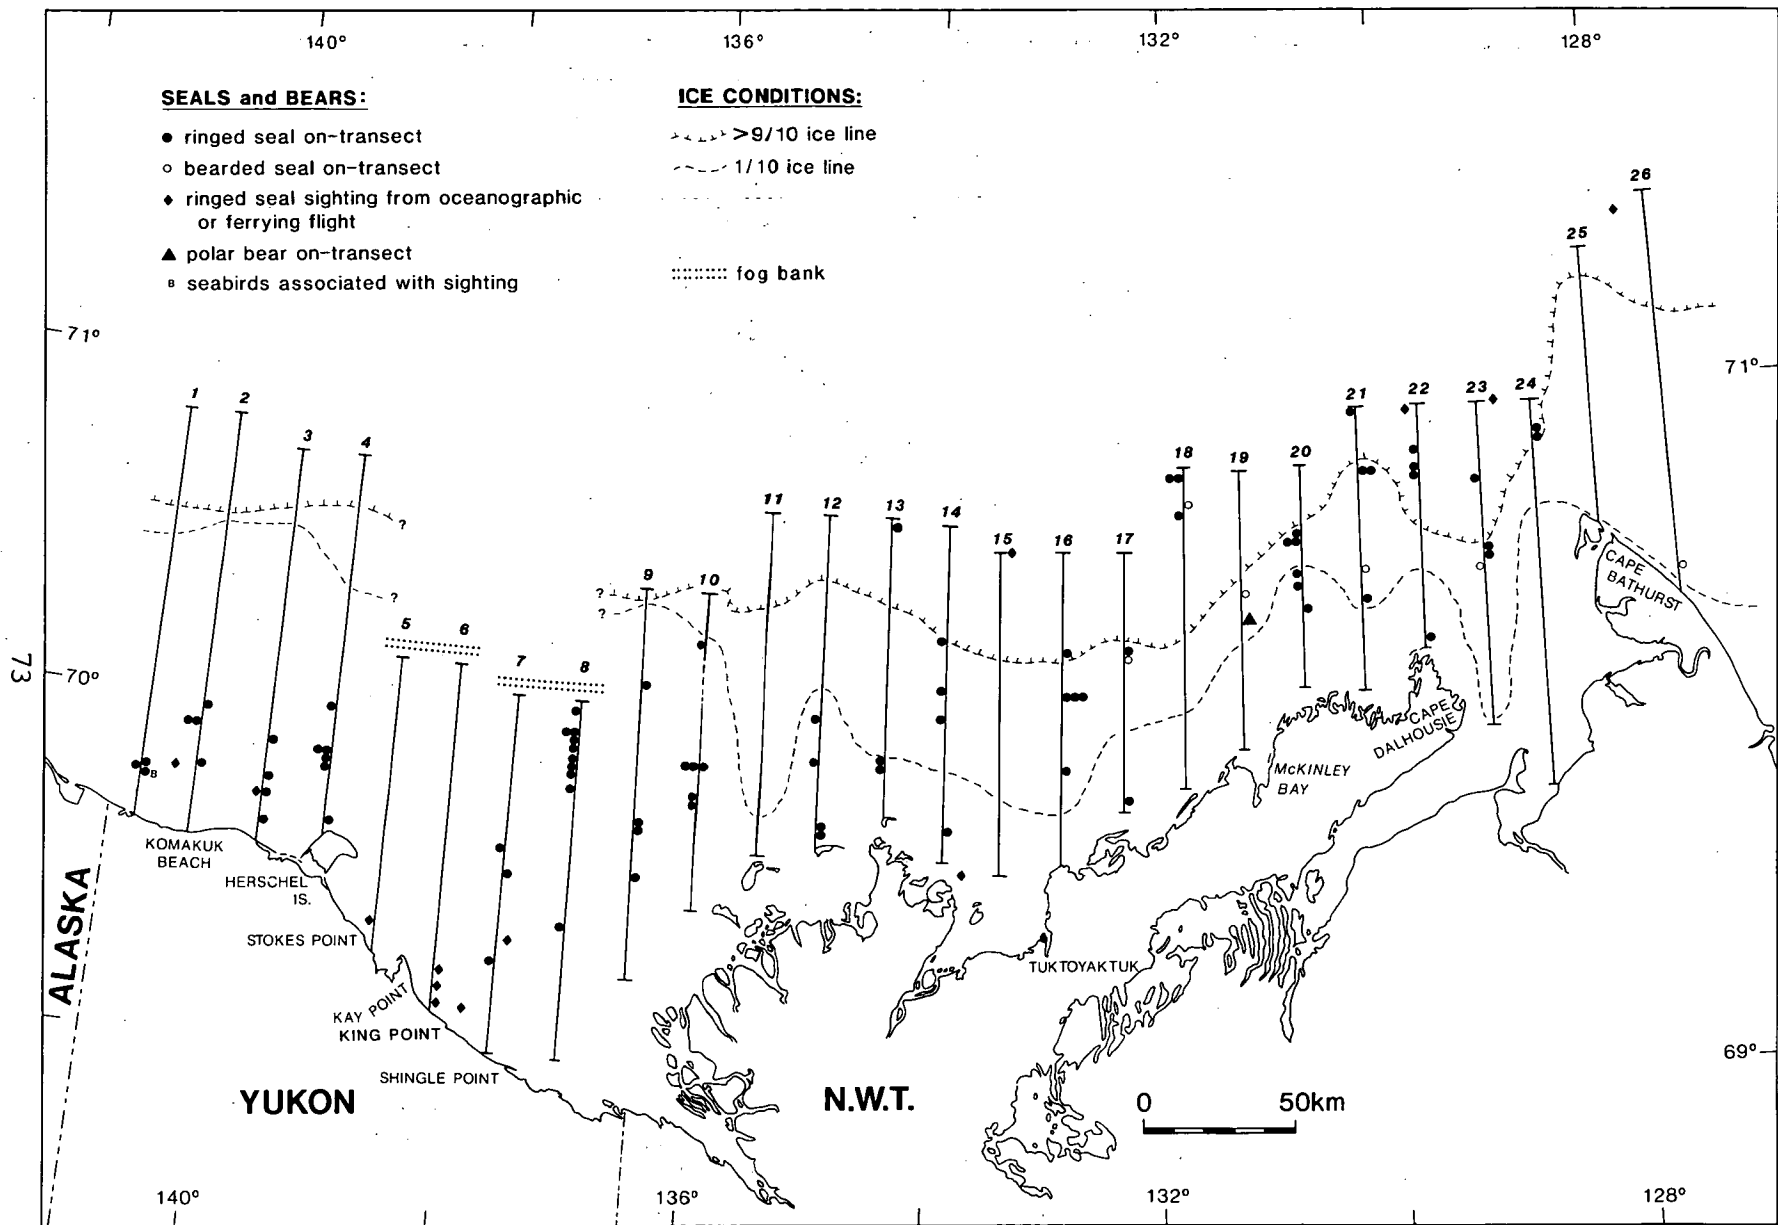 140°
136°
132°
128°
SEALS and BEARS:
ringed seal on-transect
bearded seal on-transect
ringed seal sighting from oceanographic
or ferrying flight
polar bear on-transect
B seabirds associated with sighting
ICE CONDITIONS:
>9/10 ice line
1/10 ice line
fog bank
71°
71°
70°
69°
73
1
2
3
4
5
6
7
8
9
10
11
12
13
14
15
16
17
18
19
20
21
22
23
24
25
26
?
?
?
?
B
KOMAKUK
BEACH
HERSCHEL
IS.
STOKES POINT
KAY POINT
KING POINT
SHINGLE POINT
TUKTOYAKTUK
McKINLEY
BAY
CAPE
DALHOUSIE
CAPE
BATHURST
ALASKA
YUKON
N.W.T.
0 50km
140°
136°
132°
128°